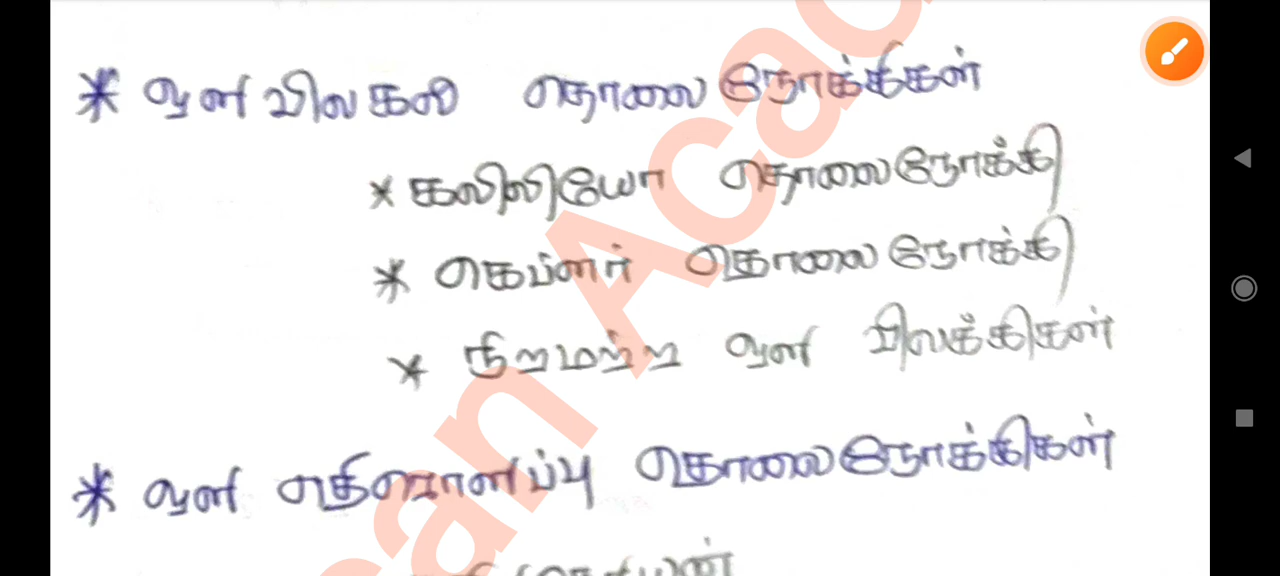 * ஒளி விலகல் தொலைநோக்கிகள்
* கலிலியோ தொலைநோக்கி
* கெப்ளர் தொலைநோக்கி
* நிறமற்ற ஒளி விலக்கிகள்
* ஒளி எதிரொளிப்பு தொலைநோக்கிகள்